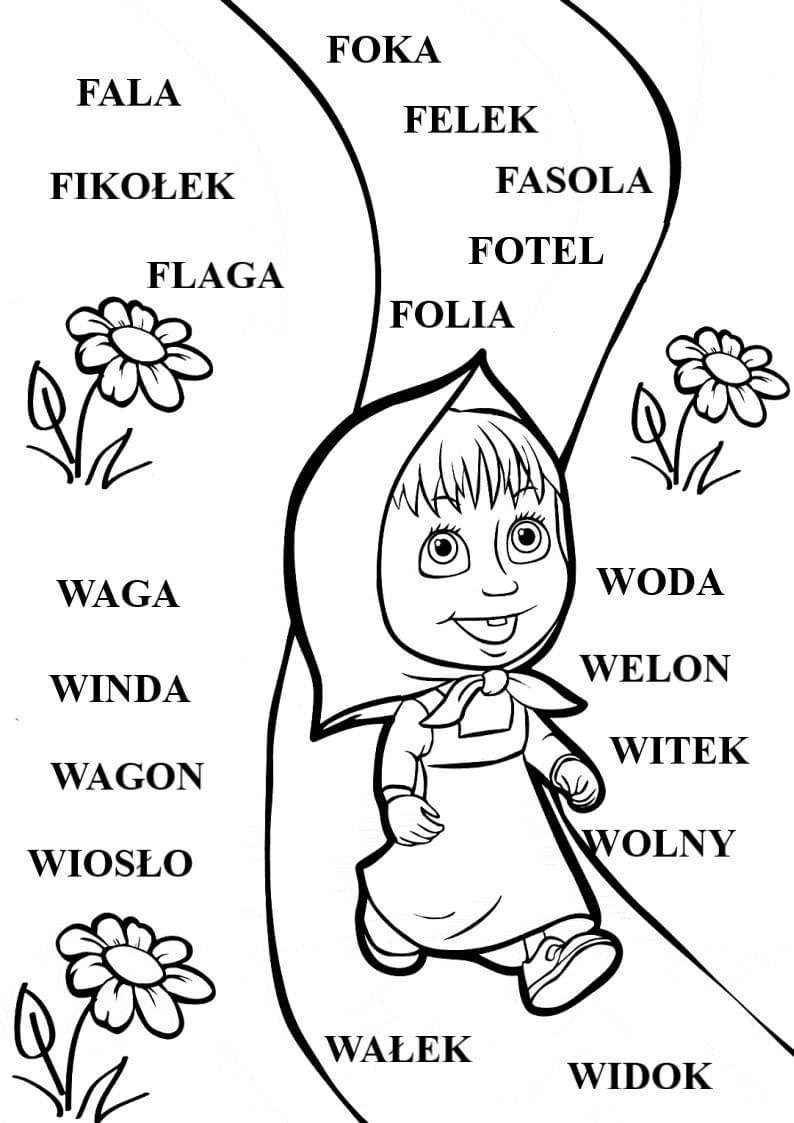 FOKA
FALA
FELEK
FASOLA
FIKOŁEK
FOTEL
FLAGA
FOLIA
WAGA
WODA
WELON
WINDA
WITEK
WAGON
WOLNY
WIOSŁO
WAŁEK
WIDOK